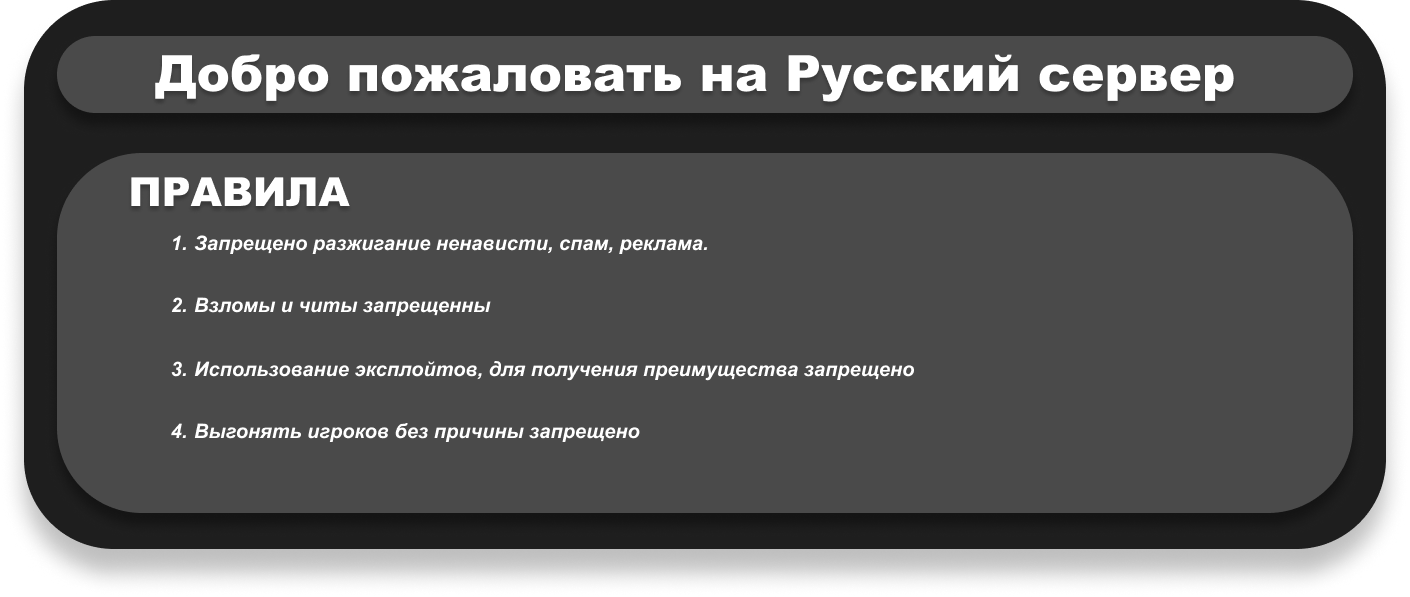 Добро пожаловать на Русский сервер
ПРАВИЛА
1. Запрещено разжигание ненависти, спам, реклама.
2. Взломы и читы запрещенны
3. Использование эксплойтов, для получения преимущества запрещено
4. Выгонять игроков без причины запрещено